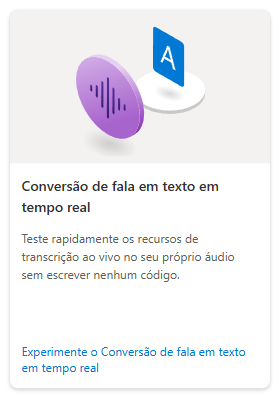 A
Conversão de fala em texto em
tempo real
Teste rapidamente os recursos de
transcrição ao vivo no seu próprio áudio
sem escrever nenhum código.
Experimente o Conversão de fala em texto
em tempo real